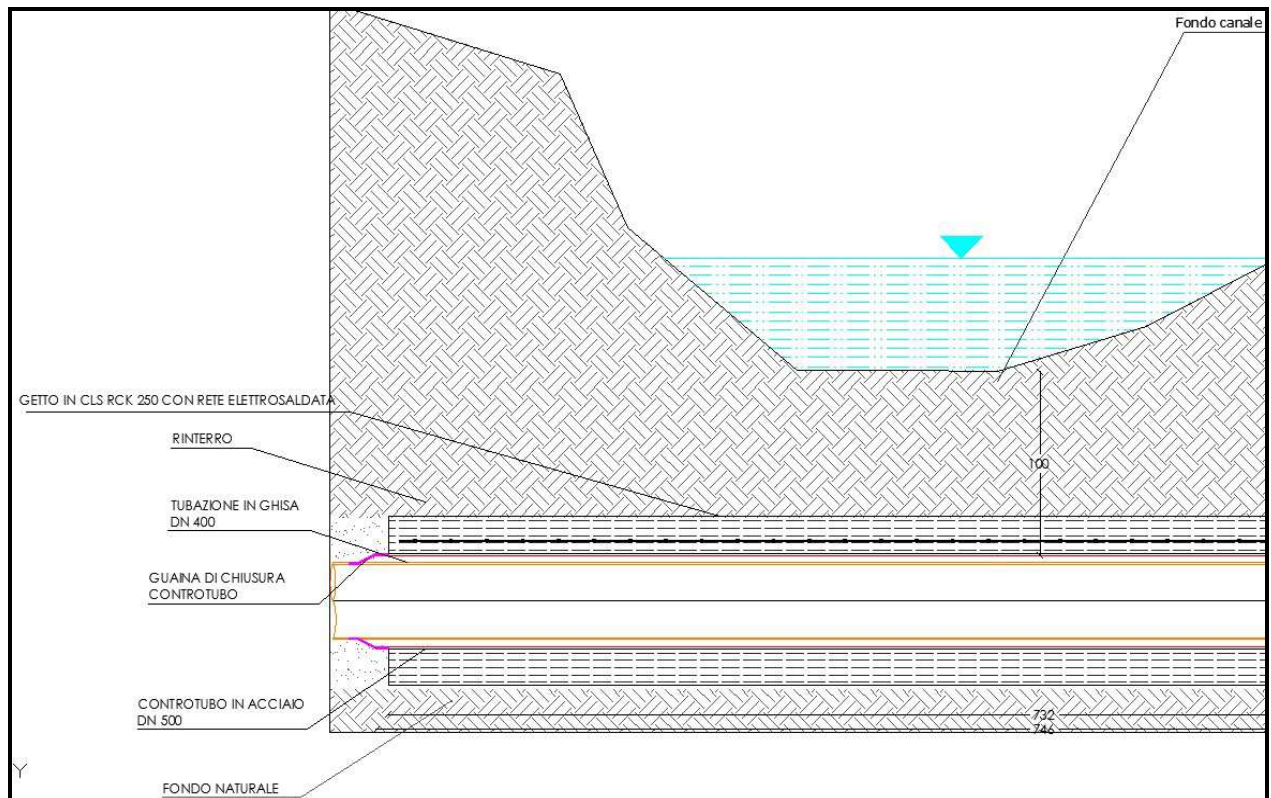 Fondo canale
GETTO IN CLS RCK 250 CON RETE ELETTROSALDATA
RINTERRO
100
TUBAZIONE IN GHISA
DN 400
GUAINA DI CHIUSURA
CONTROTUBO
CONTROTUBO IN ACCIAIO
DN 500
732
746
FONDO NATURALE
Y